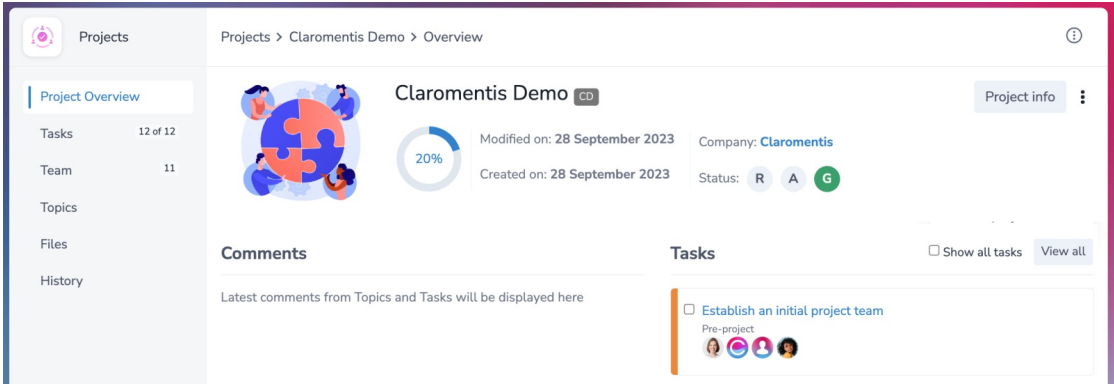 Projects
Projects > Claromentis Demo > Overview
Project Overview
Tasks 12 of 12
Team 11
Topics
Files
History
Claromentis Demo CD
Project info
20%
Modified on: 28 September 2023
Created on: 28 September 2023
Company: Claromentis
Status: R A G
Comments
Latest comments from Topics and Tasks will be displayed here
Tasks
Show all tasks
View all
Establish an initial project team
Pre-project